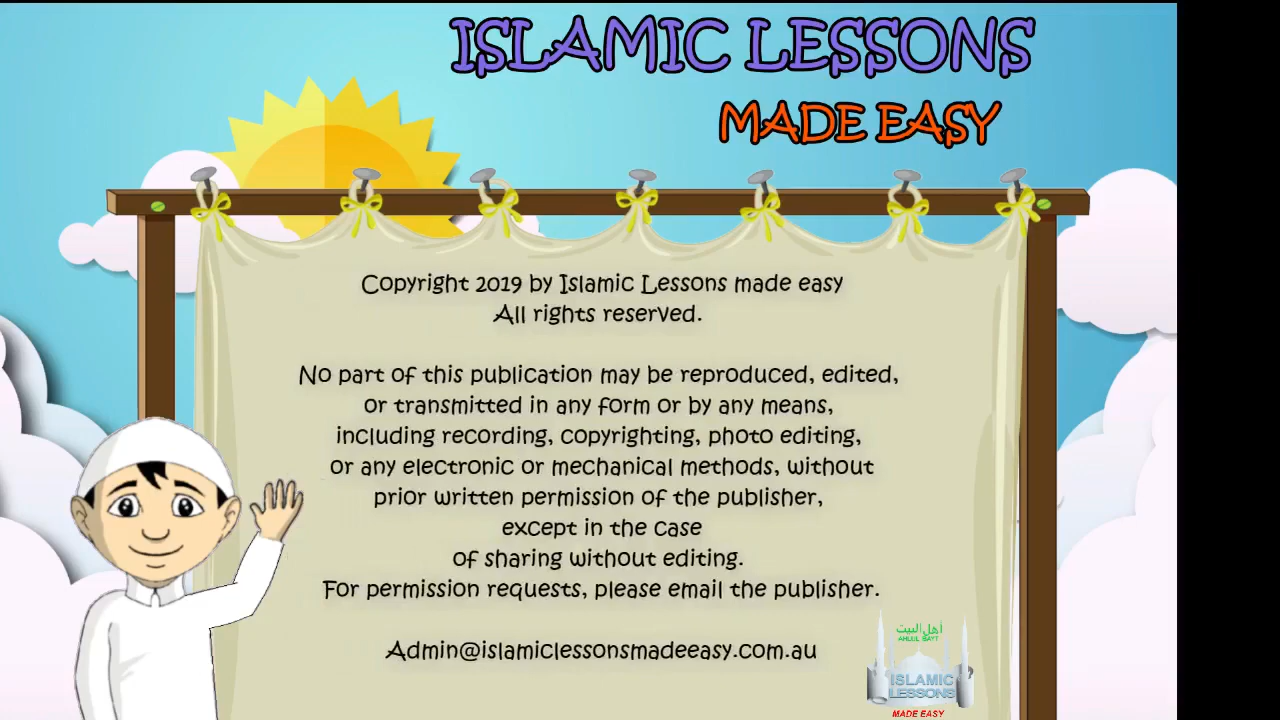 ISLAMIC LESSONS
MADE EASY
Copyright 2019 by Islamic Lessons made easy
All rights reserved.
No part of this publication may be reproduced, edited,
or transmitted in any form or by any means,
including recording, copyrighting, photo editing,
or any electronic or mechanical methods, without
prior written permission of the publisher,
except in the case
of sharing without editing.
For permission requests, please email the publisher.
Admin@islamiclessonsmadeeasy.com.au
أهل البيت
AHLUL BAYT
ISLAMIC
LESSONS
MADE EASY